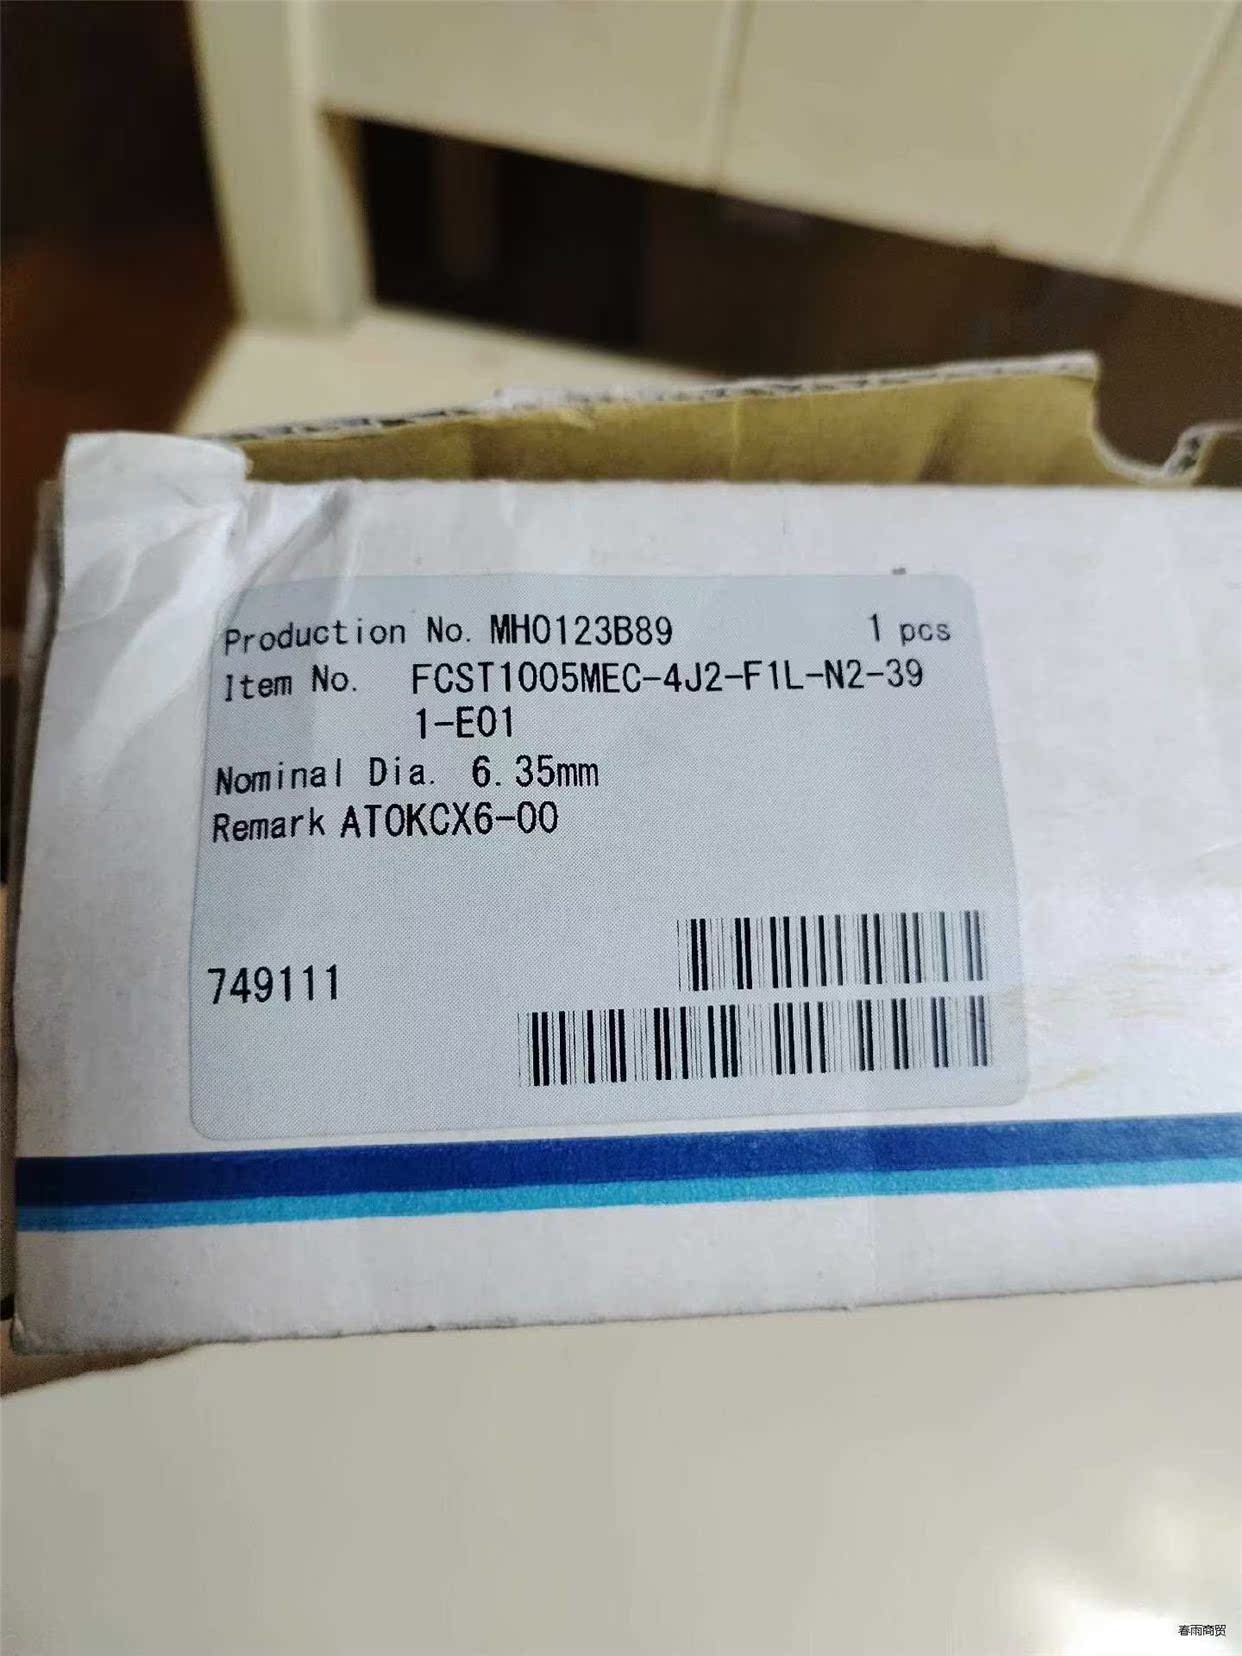 Production No. MH0123B89 1 pcs
Item No. FCST1005MEC-4J2-F1L-N2-39
1-E01
Nominal Dia. 6.35mm
Remark AT0KCX6-00
749111
春雨商贸